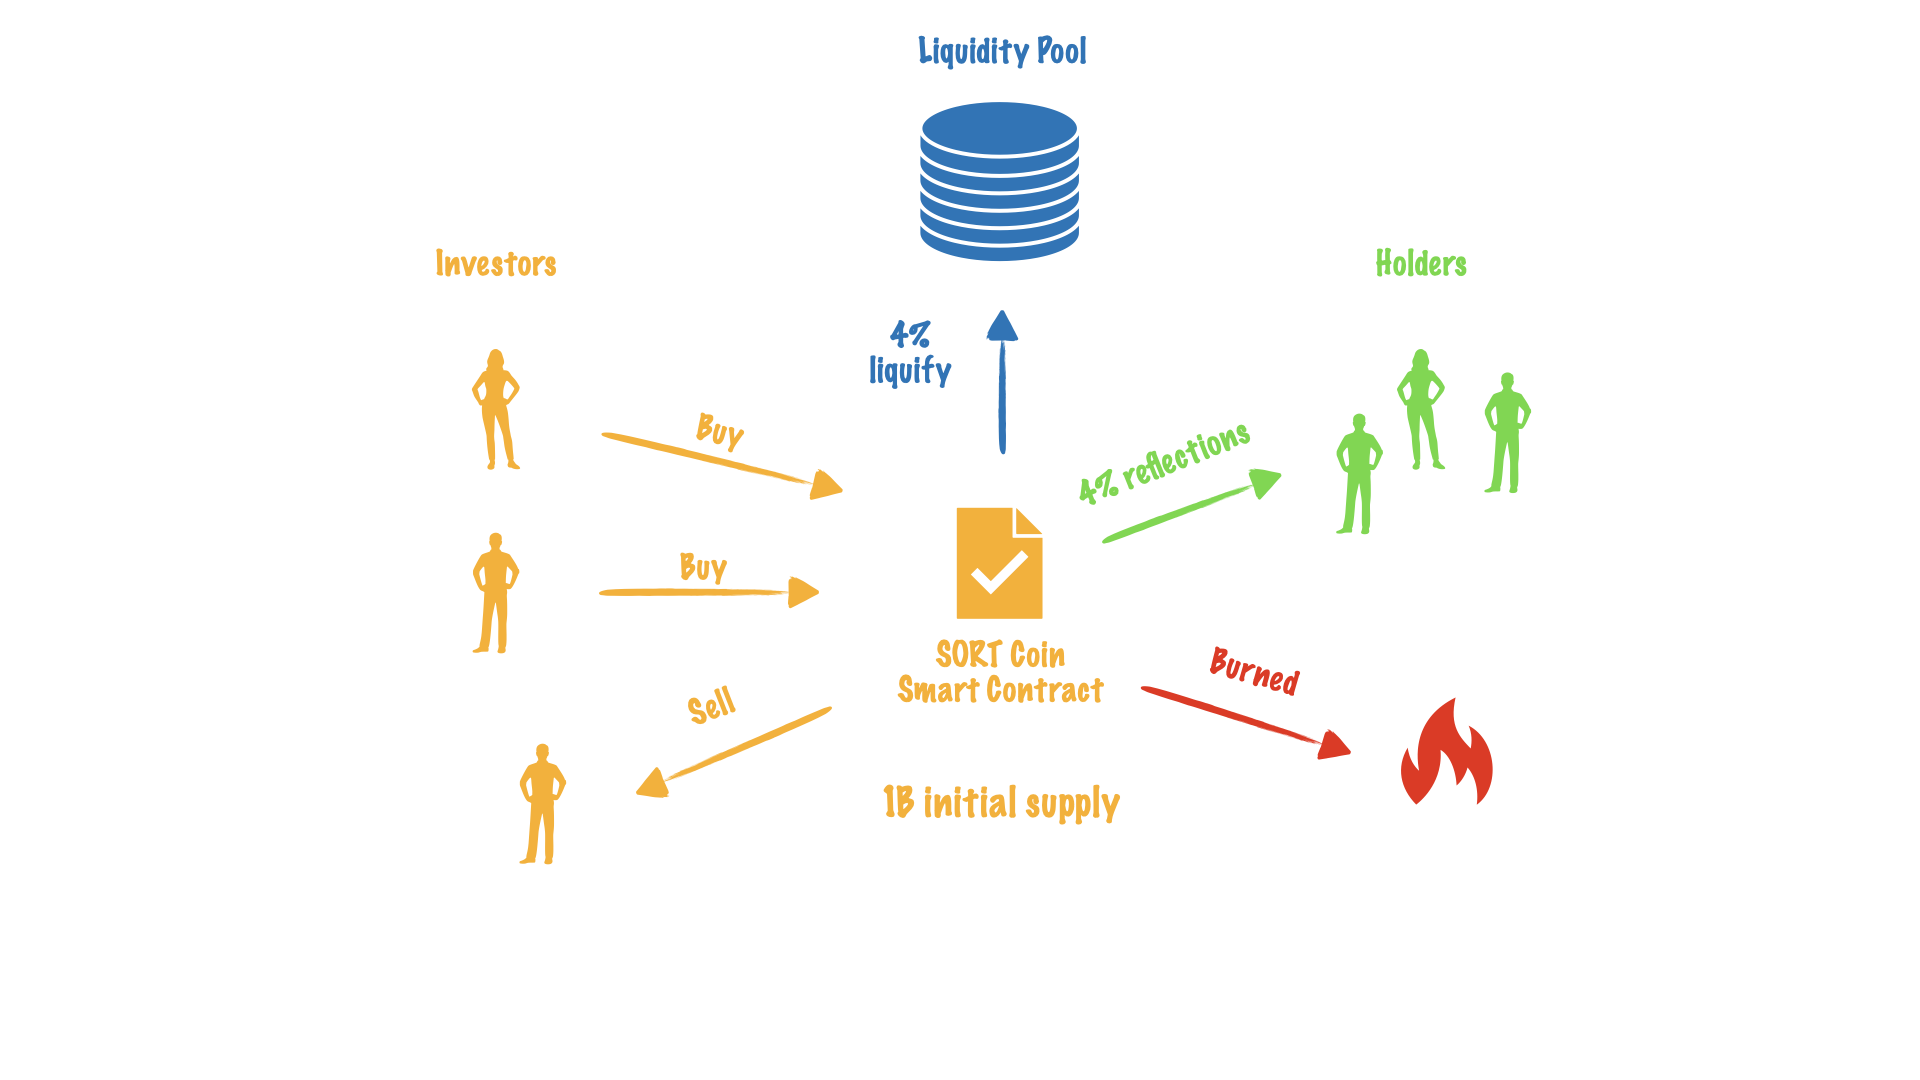 Liquidity Pool
Investors
Holders
4%
liquify
Buy
4% reflections
Buy
SORT Coin
Smart Contract
Burned
Sell
1B initial supply